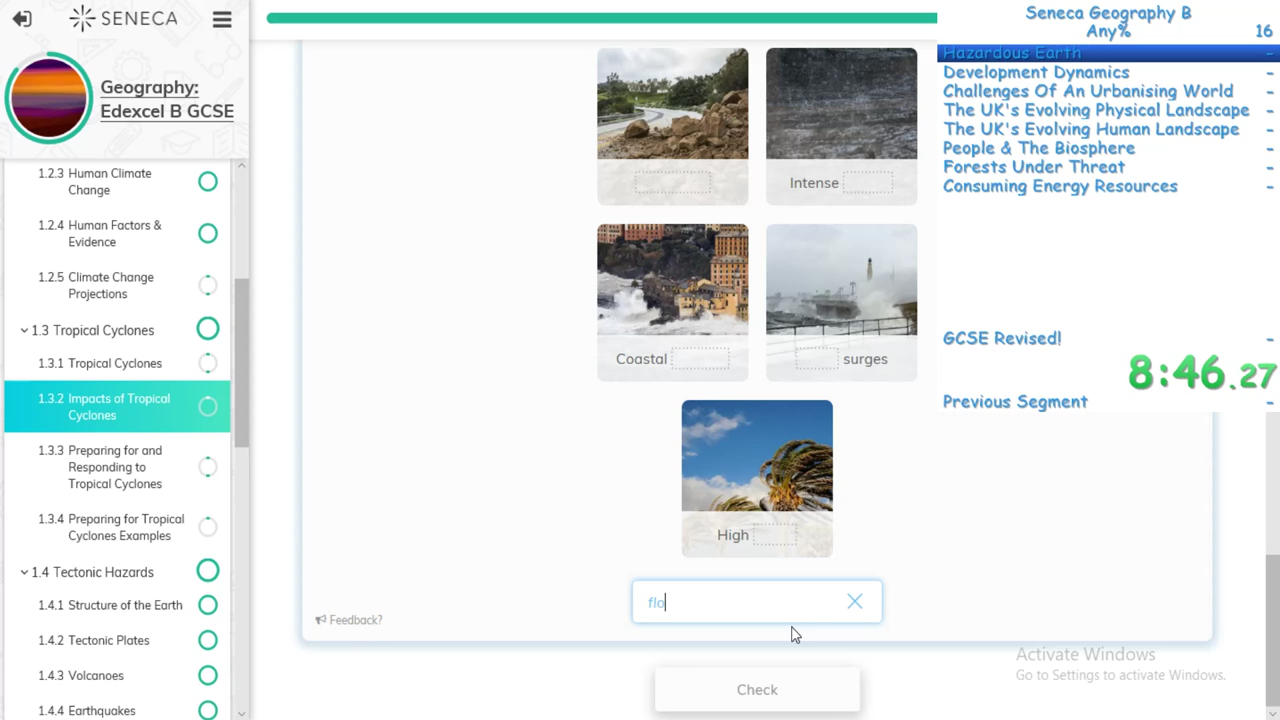 SENECA
Geography:
Edexcel B GCSE
1.2.3 Human Climate
Change
1.2.4 Human Factors &
Evidence
1.2.5 Climate Change
Projections
1.3 Tropical Cyclones
1.3.1 Tropical Cyclones
1.3.2 Impacts of Tropical
Cyclones
1.3.3 Preparing for and
Responding to
Tropical Cyclones
1.3.4 Preparing for Tropical
Cyclones Examples
1.4 Tectonic Hazards
1.4.1 Structure of the Earth
1.4.2 Tectonic Plates
1.4.3 Volcanoes
1.4.4 Earthquakes
Intense
Coastal
surges
High
flo
Feedback?
Check
Seneca Geography B
Any% 16
Hazardous Earth -
Development Dynamics -
Challenges Of An Urbanising World -
The UK's Evolving Physical Landscape -
The UK's Evolving Human Landscape -
People & The Biosphere -
Forests Under Threat -
Consuming Energy Resources -
GCSE Revised! -
8:46.27
Previous Segment -
Activate Windows
Go to Settings to activate Windows.